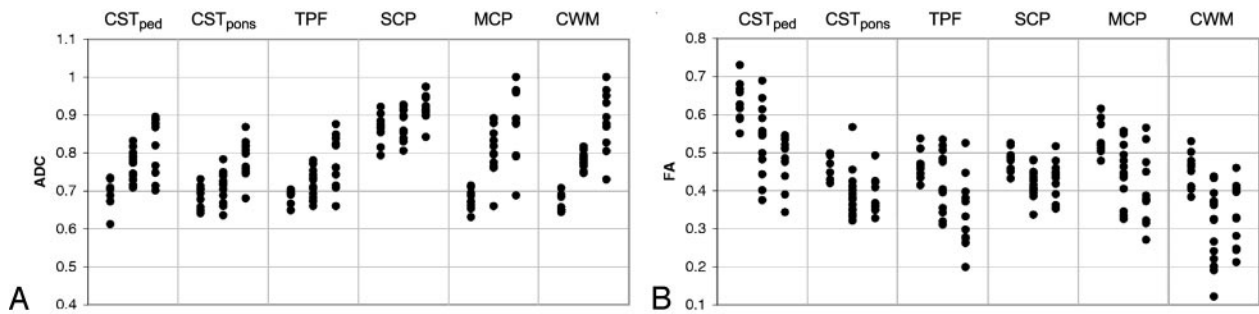 CSTped CSTpons TPF SCP MCP CWM
1.1
1
0.9
0.8
0.7
0.6
0.5
0.4
ADC
A
CSTped CSTpons TPF SCP MCP CWM
0.8
0.7
0.6
0.5
0.4
0.3
0.2
0.1
FA
B